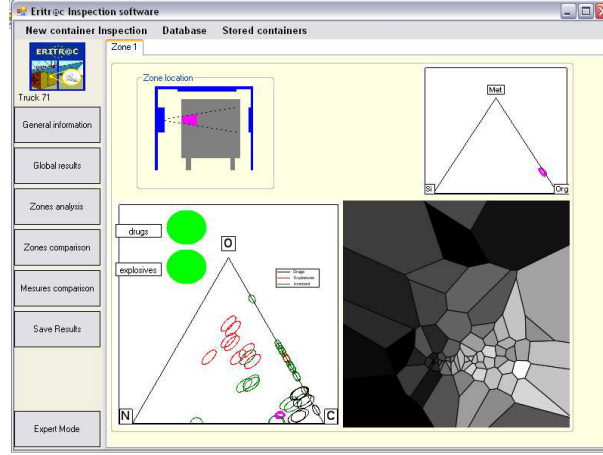 Eritr@c Inspection software
New container Inspection Database Stored containers
ERITR@C
Zone 1
Truck 71
General information
Global results
Zones analysis
Zones comparison
Mesures comparison
Save Results
Expert Mode
Zone location
Met
Si
Org
drugs
explosives
O
Drugs
Explosives
Innocent
N
C